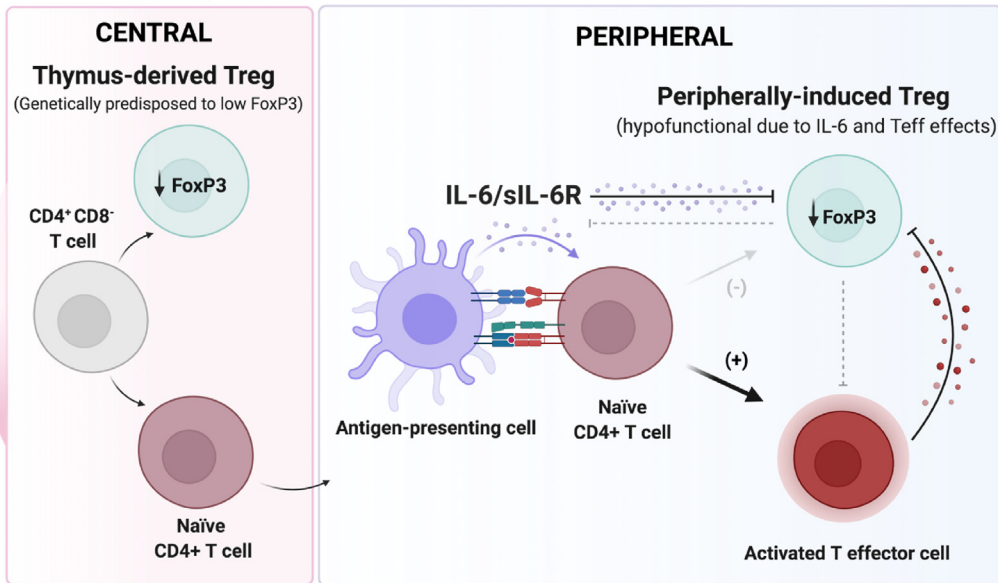 CENTRAL
Thymus-derived Treg
(Genetically predisposed to low FoxP3)
↓ FoxP3
CD4⁺ CD8⁻
T cell
Naïve
CD4+ T cell
PERIPHERAL
Peripherally-induced Treg
(hypofunctional due to IL-6 and Teff effects)
IL-6/sIL-6R
↓ FoxP3
(-)
(+)
Antigen-presenting cell
Naïve
CD4+ T cell
Activated T effector cell